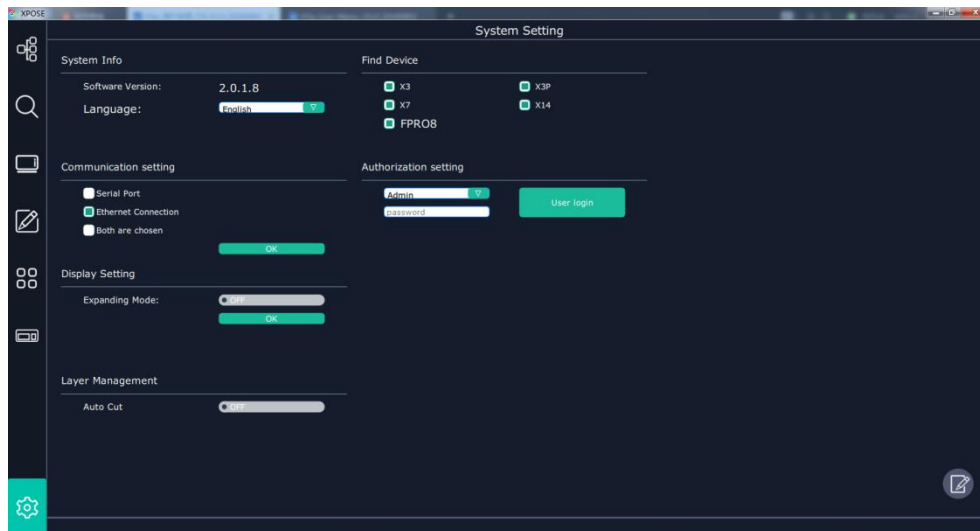 XPOSE
System Setting
System Info
Software Version: 2.0.1.8
Language: English
Communication setting
Serial Port
Ethernet Connection
Both are chosen
OK
Display Setting
Expanding Mode: OFF
OK
Layer Management
Auto Cut OFF
Find Device
X3 X3P
X7 X14
FPRO8
Authorization setting
Admin
password
User login